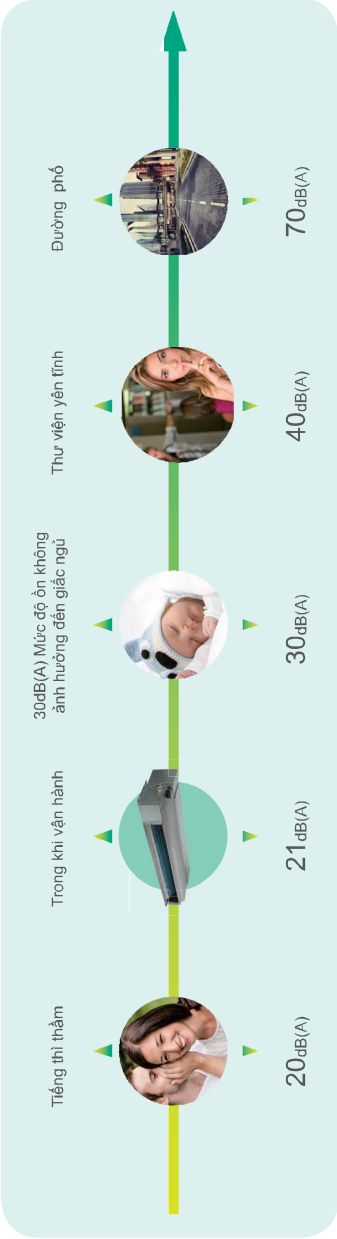 Tiếng thì thầm
Trong khi vận hành
30dB(A) Mức độ ồn không
ảnh hưởng đến giấc ngủ
Thư viện yên tĩnh
Đường phố
20dB(A)
21dB(A)
30dB(A)
40dB(A)
70dB(A)